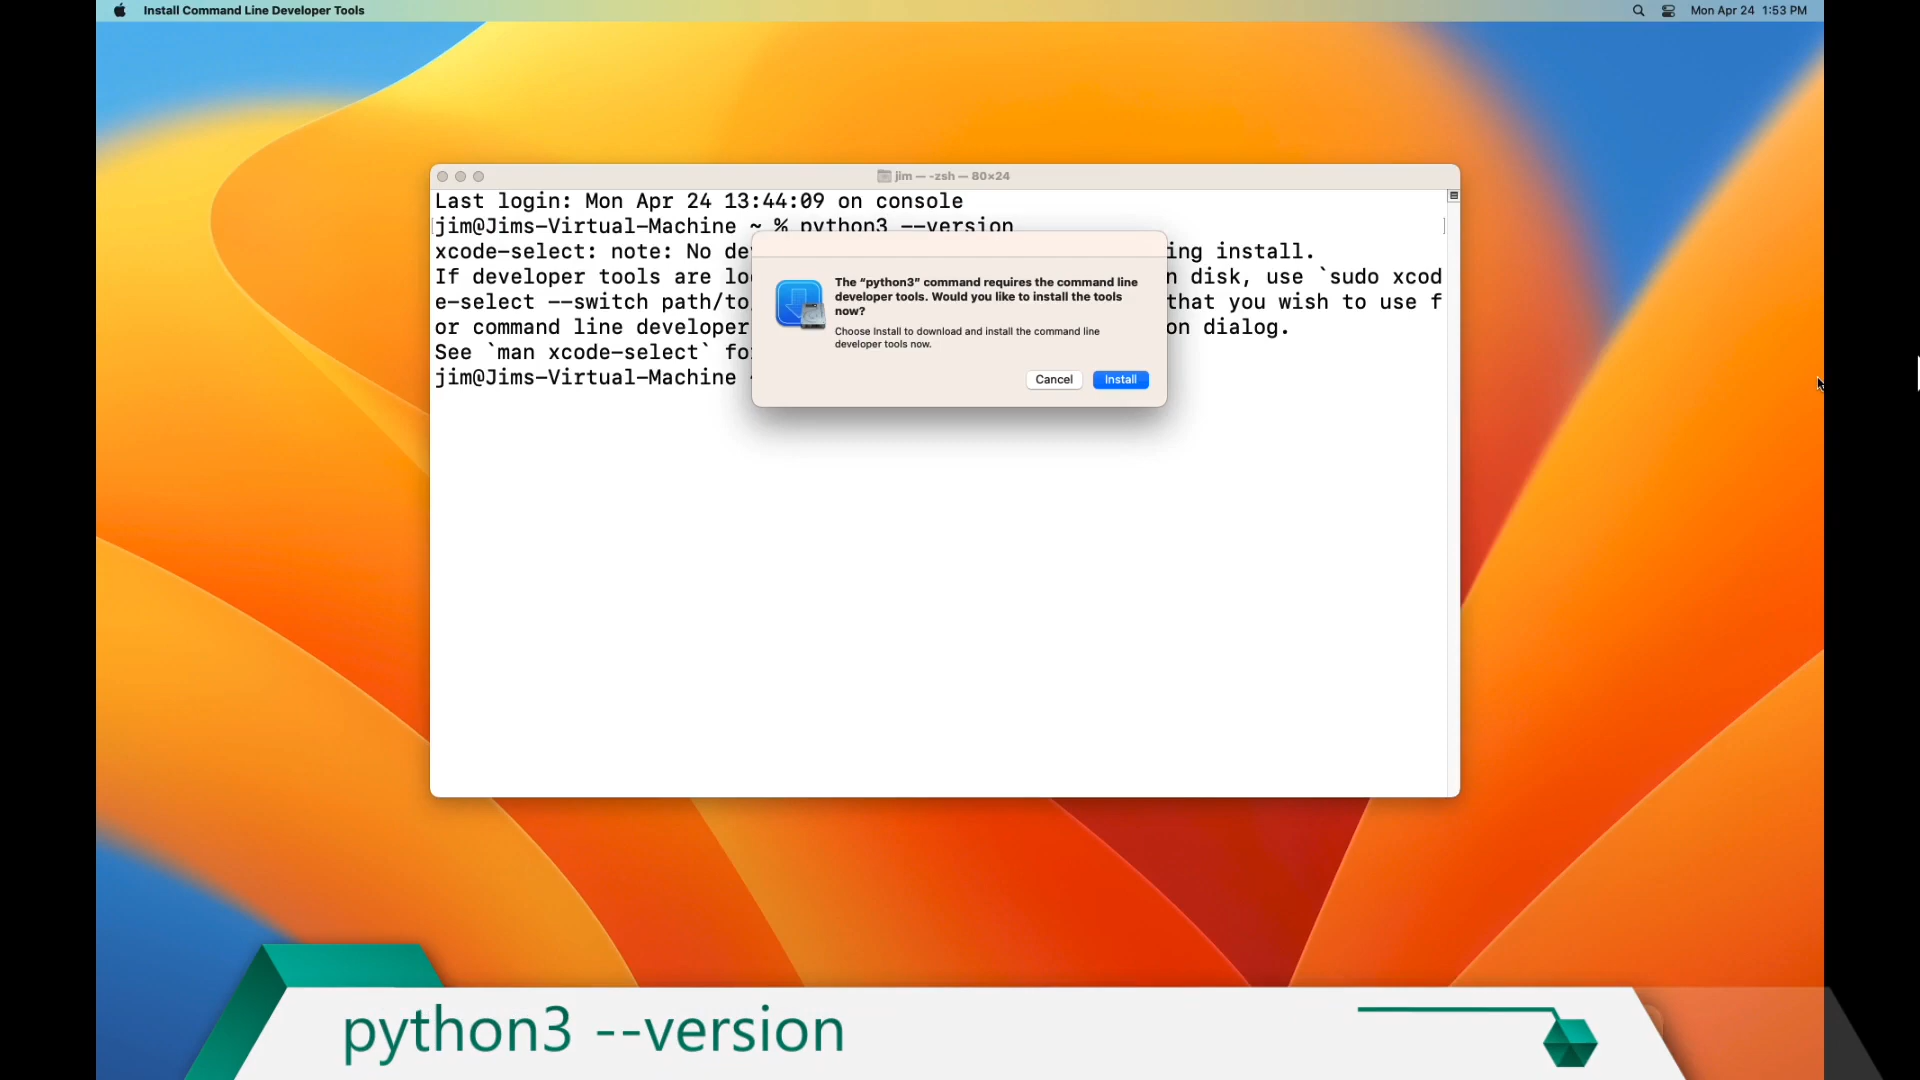 Install Command Line Developer Tools
Mon Apr 24 1:53 PM
jim — -zsh — 80×24
Last login: Mon Apr 24 13:44:09 on console
jim@Jims-Virtual-Machine ~ % python3 --version
xcode-select: note: No de
ing install.
If developer tools are lo
n disk, use `sudo xcod
e-select --switch path/to
that you wish to use f
or command line developer
on dialog.
See `man xcode-select` fo
jim@Jims-Virtual-Machine
The “python3” command requires the command line
developer tools. Would you like to install the tools
now?
Choose Install to download and install the command line
developer tools now.
Cancel
Install
python3 --version